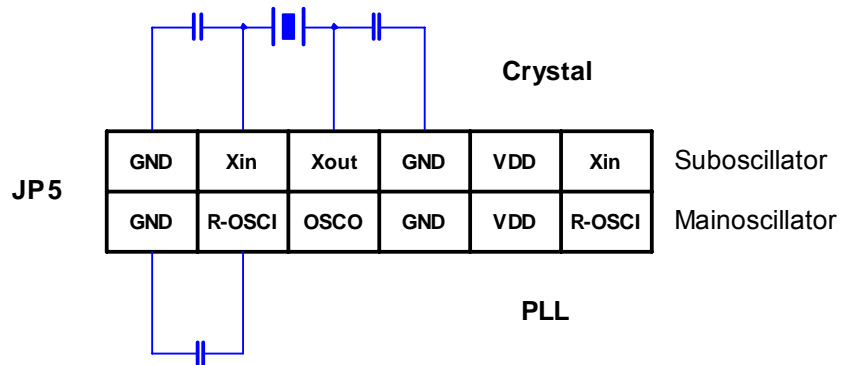 Crystal
GND Xin Xout GND VDD Xin Suboscillator
JP5
GND R-OSCI OSCO GND VDD R-OSCI Mainoscillator
PLL